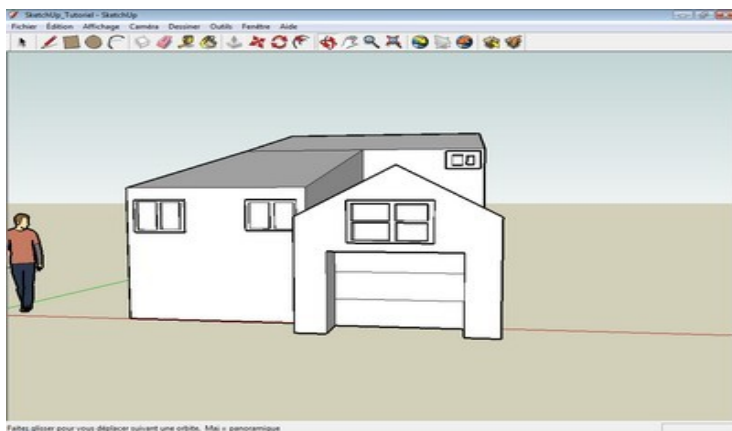 SketchUp_Tutoriel - SketchUp
Fichier Édition Affichage Caméra Dessiner Outils Fenêtre Aide
Faites glisser pour vous déplacer suivant une orbite. Maj = panoramique